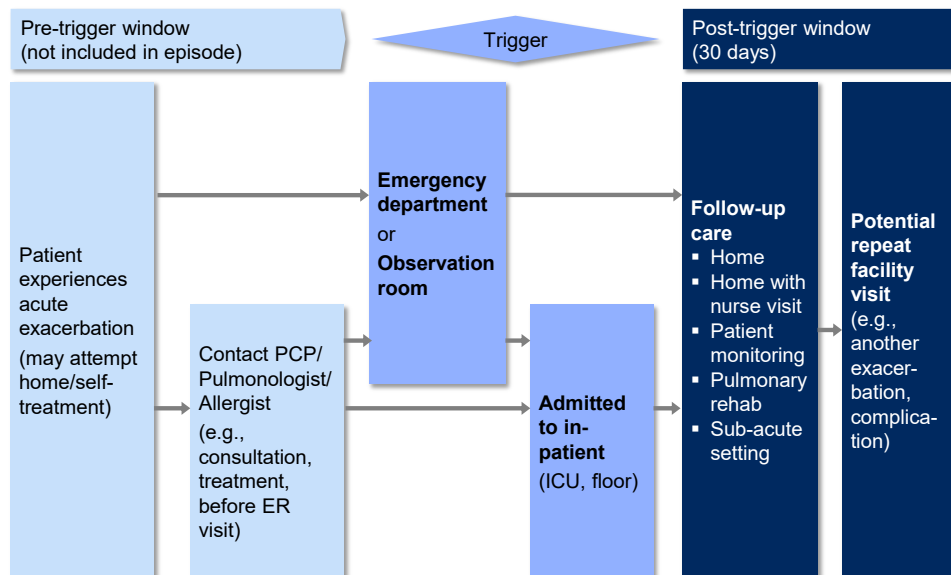 Pre-trigger window
(not included in episode)
Trigger
Post-trigger window
(30 days)
Patient
experiences
acute
exacerbation
(may attempt
home/self-
treatment)
Contact PCP/
Pulmonologist/
Allergist
(e.g.,
consultation,
treatment,
before ER
visit)
Emergency
department
or
Observation
room
Admitted
to in-
patient
(ICU, floor)
Follow-up
care
▪ Home
▪ Home with
nurse visit
▪ Patient
monitoring
▪ Pulmonary
rehab
▪ Sub-acute
setting
Potential
repeat
facility
visit
(e.g.,
another
exacer-
bation,
complica-
tion)